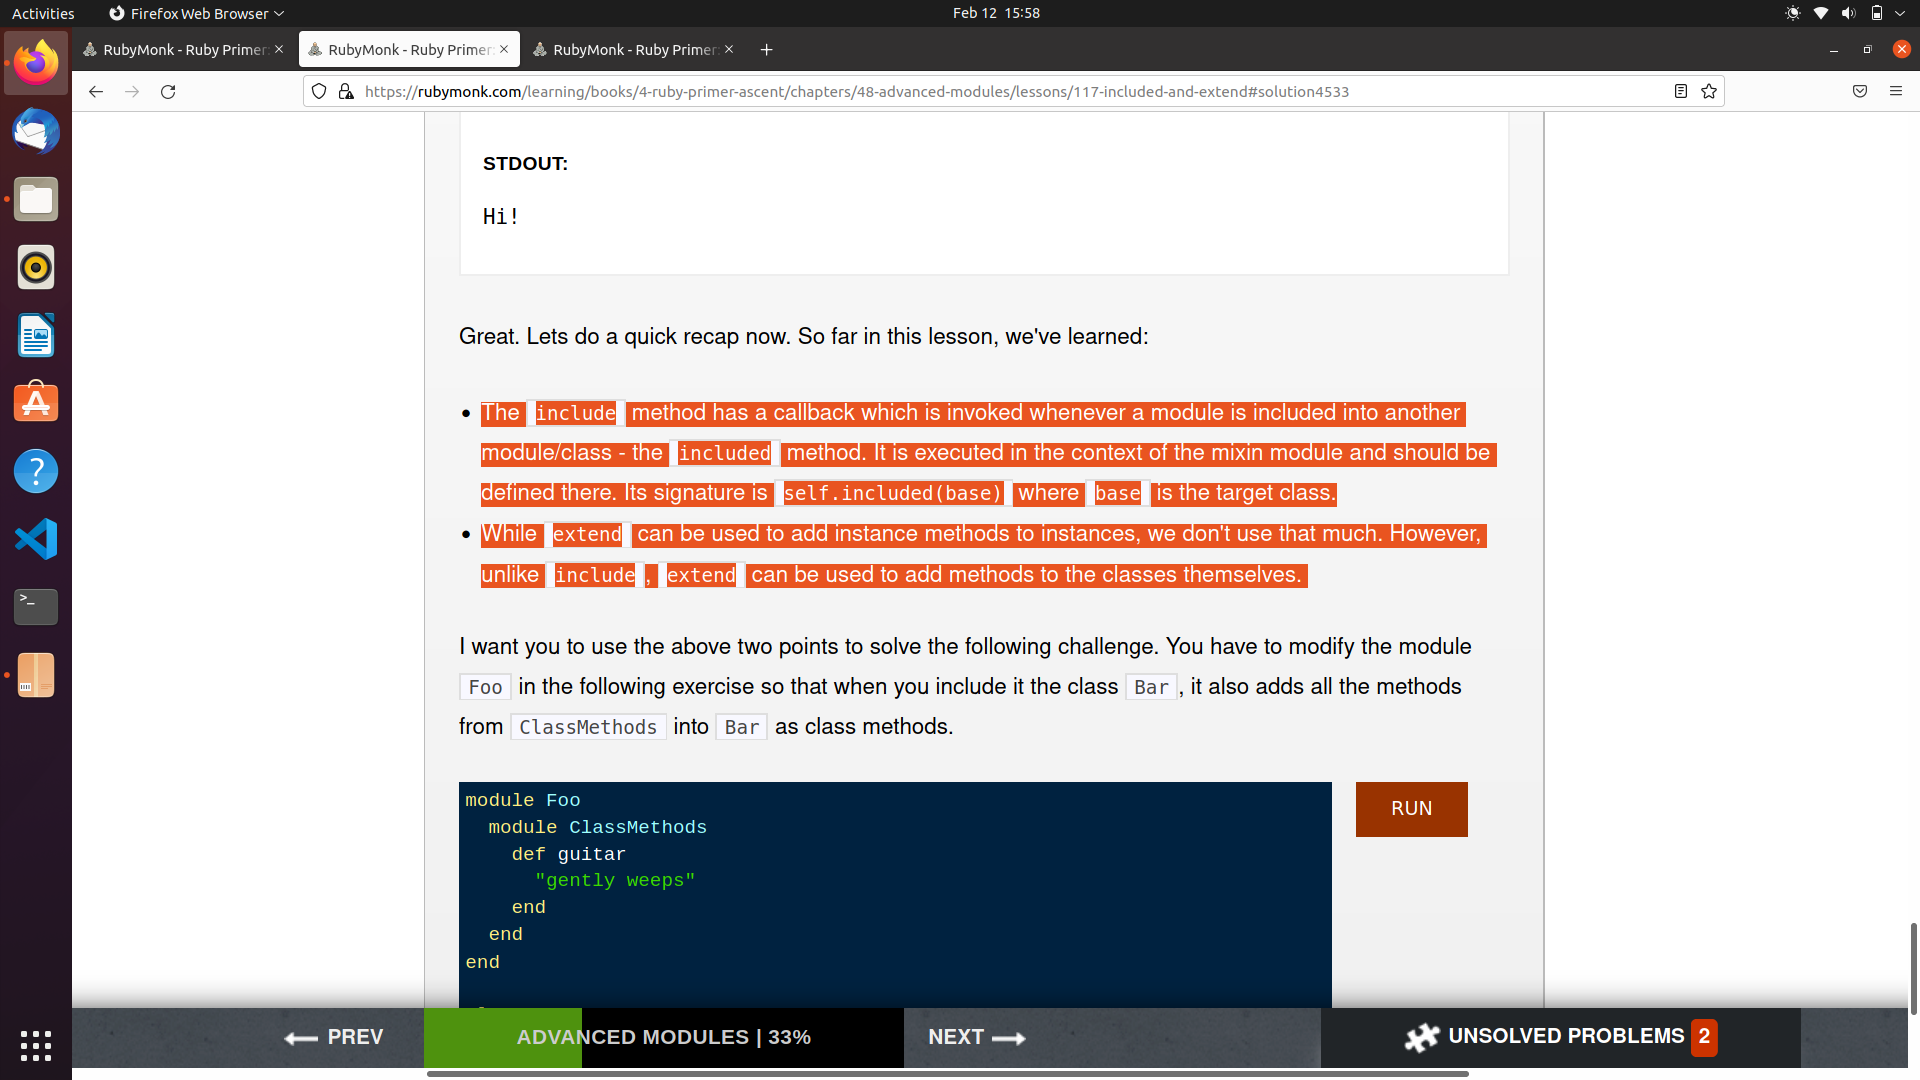 Activities
Firefox Web Browser
Feb 12 15:58
RubyMonk - Ruby Primer:
RubyMonk - Ruby Primer:
RubyMonk - Ruby Primer:
https://rubymonk.com/learning/books/4-ruby-primer-ascent/chapters/48-advanced-modules/lessons/117-included-and-extend#solution4533
STDOUT:
Hi!
Great. Lets do a quick recap now. So far in this lesson, we've learned:
• The include method has a callback which is invoked whenever a module is included into another
module/class - the included method. It is executed in the context of the mixin module and should be
defined there. Its signature is self.included(base) where base is the target class.
• While extend can be used to add instance methods to instances, we don't use that much. However,
unlike include, extend can be used to add methods to the classes themselves.
I want you to use the above two points to solve the following challenge. You have to modify the module
Foo in the following exercise so that when you include it the class Bar, it also adds all the methods
from ClassMethods into Bar as class methods.
module Foo
  module ClassMethods
    def guitar
      "gently weeps"
    end
  end
end
RUN
PREV
ADVANCED MODULES | 33%
NEXT
UNSOLVED PROBLEMS 2